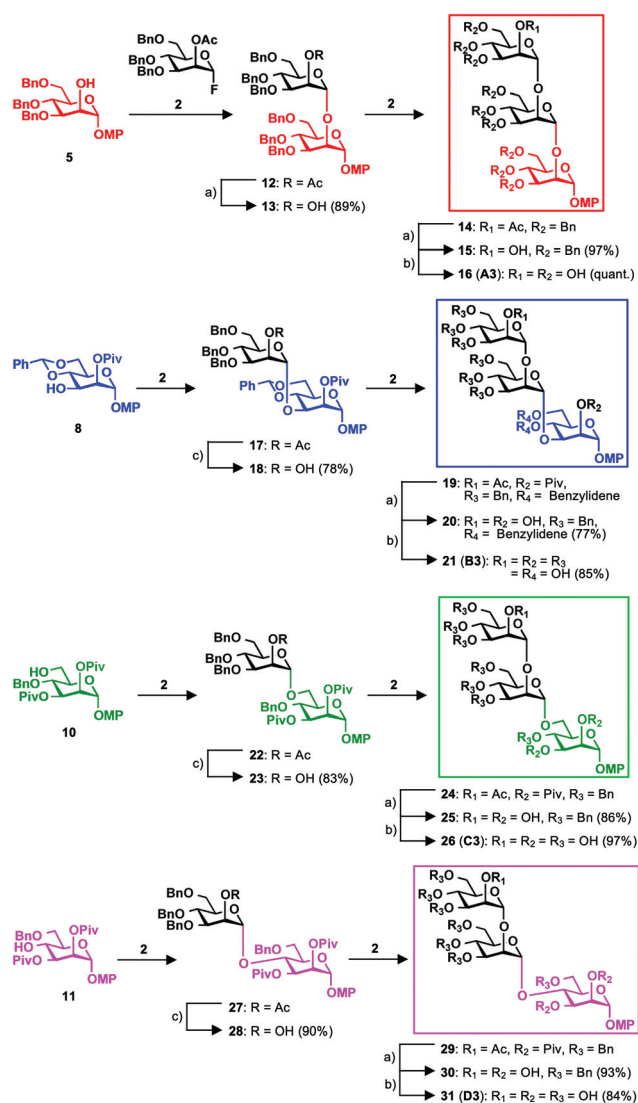 BnO
OAc
BnO
BnO
O
F
BnO
OH
BnO
BnO
O
OMP
5
2
BnO
OR
BnO
BnO
O
O
BnO
BnO
BnO
O
OMP
12: R = Ac
a)
13: R = OH (89%)
2
R2O
OR1
R2O
R2O
O
O
R2O
R2O
R2O
O
O
R2O
R2O
R2O
O
OMP
14: R1 = Ac, R2 = Bn
a)
15: R1 = OH, R2 = Bn (97%)
b)
16 (A3): R1 = R2 = OH (quant.)
Ph
O
O
OPiv
HO
O
OMP
8
2
BnO
OR
BnO
BnO
O
O
Ph
O
O
OPiv
O
OMP
17: R = Ac
c)
18: R = OH (78%)
2
R3O
OR1
R3O
R3O
O
O
R3O
R3O
R3O
O
O
R4O
R4O
OR2
O
OMP
19: R1 = Ac, R2 = Piv,
R3 = Bn, R4 = Benzylidene
a)
20: R1 = R2 = OH, R3 = Bn,
R4 = Benzylidene (77%)
b)
21 (B3): R1 = R2 = R3
= R4 = OH (85%)
HO
OPiv
BnO
PivO
O
OMP
10
2
BnO
OR
BnO
BnO
O
O
OPiv
BnO
PivO
O
OMP
22: R = Ac
c)
23: R = OH (83%)
2
R3O
OR1
R3O
R3O
O
O
R3O
R3O
R3O
O
O
OR2
R3O
R2O
O
OMP
24: R1 = Ac, R2 = Piv, R3 = Bn
a)
25: R1 = R2 = OH, R3 = Bn (86%)
b)
26 (C3): R1 = R2 = R3 = OH (97%)
BnO
OPiv
HO
PivO
O
OMP
11
2
BnO
OR
BnO
BnO
O
O
BnO
OPiv
PivO
O
OMP
27: R = Ac
c)
28: R = OH (90%)
2
R3O
OR1
R3O
R3O
O
O
R3O
R3O
R3O
O
O
R3O
OR2
R2O
O
OMP
29: R1 = Ac, R2 = Piv, R3 = Bn
a)
30: R1 = R2 = OH, R3 = Bn (93%)
b)
31 (D3): R1 = R2 = R3 = OH (84%)